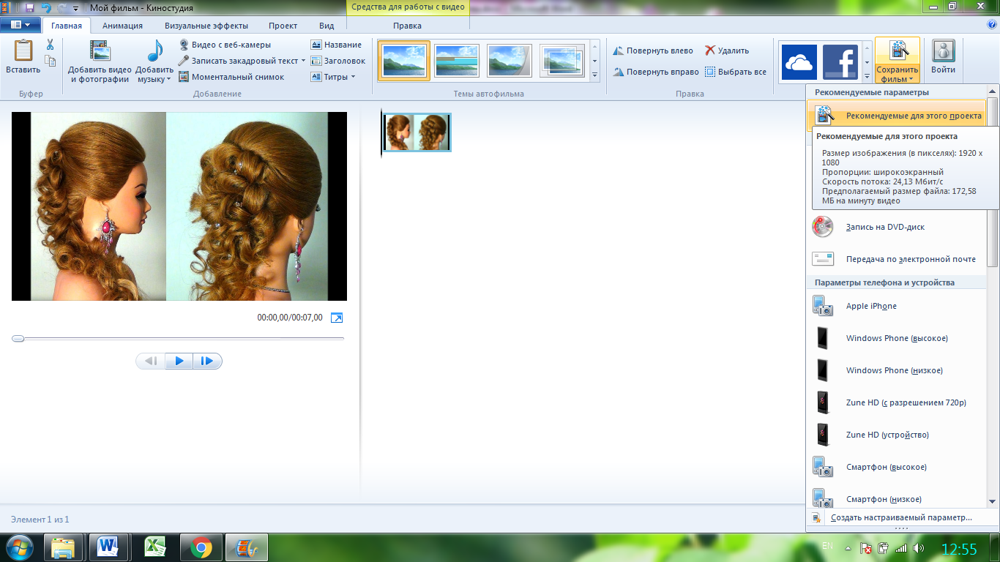 Мой фильм - Киностудия
Средства для работы с видео
Главная
Анимация
Визуальные эффекты
Проект
Вид
Правка
Вставить
Буфер
Добавить видео
и фотографии
Добавить
музыку
Видео с веб-камеры
Записать закадровый текст
Моментальный снимок
Название
Заголовок
Титры
Добавление
Темы автофильма
Повернуть влево
Повернуть вправо
Удалить
Выбрать все
Правка
Сохранить
фильм
Войти
Рекомендуемые параметры
Рекомендуемые для этого проекта
Рекомендуемые для этого проекта
Размер изображения (в пикселях): 1920 x
1080
Пропорции: широкоэкранный
Скорость потока: 24,13 Мбит/с
Предполагаемый размер файла: 172,58
МБ на минуту видео
Запись на DVD-диск
Передача по электронной почте
Параметры телефона и устройства
Apple iPhone
Windows Phone (высокое)
Windows Phone (низкое)
Zune HD (с разрешением 720p)
Zune HD (устройство)
Смартфон (высокое)
Смартфон (низкое)
Создать настраиваемый параметр...
00:00,00/00:07,00
Элемент 1 из 1
EN
12:55